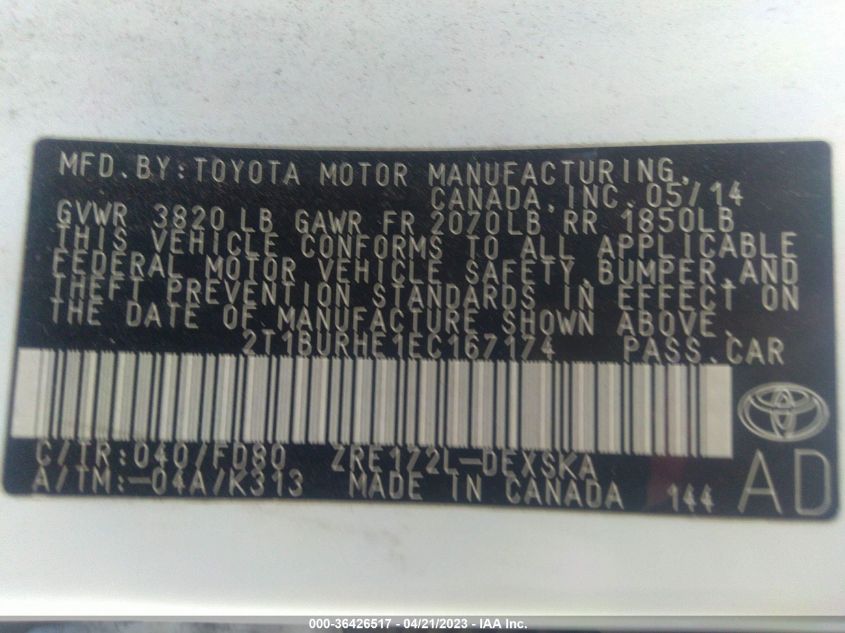 MFD.BY:TOYOTA MOTOR MANUFACTURING,
CANADA,INC.05/14
GVWR 3820 LB GAWR FR 2070LB RR 1850LB
THIS VEHICLE CONFORMS TO ALL APPLICABLE
FEDERAL MOTOR VEHICLE SAFETY,BUMPER,AND
THEFT PREVENTION STANDARDS IN EFFECT ON
THE DATE OF MANUFACTURE SHOWN ABOVE.
2T1BURHE1EC167174 PASS.CAR
C/TR:040/FD80 ZRE172L-DEXSKA
A/TM:-04A/K313 MADE IN CANADA 144 AD
000-36426517 - 04/21/2023 - IAA Inc.